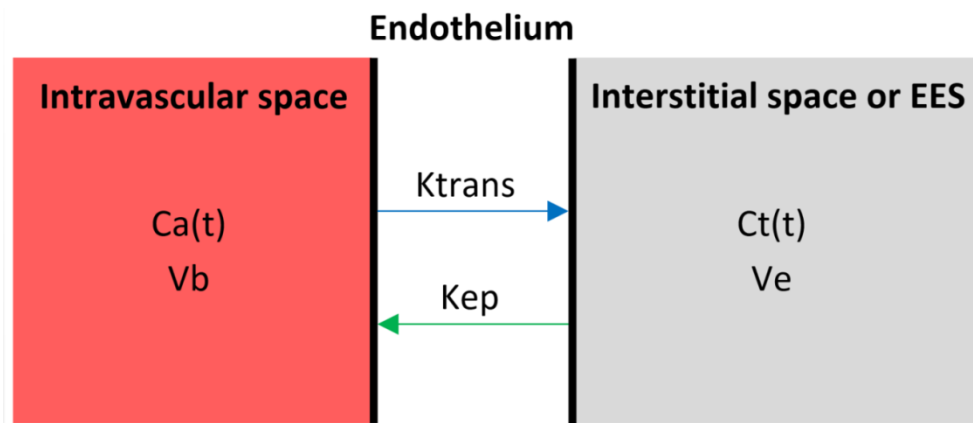 Endothelium
Intravascular space
Ca(t)
Vb
Ktrans
Kep
Interstitial space or EES
Ct(t)
Ve